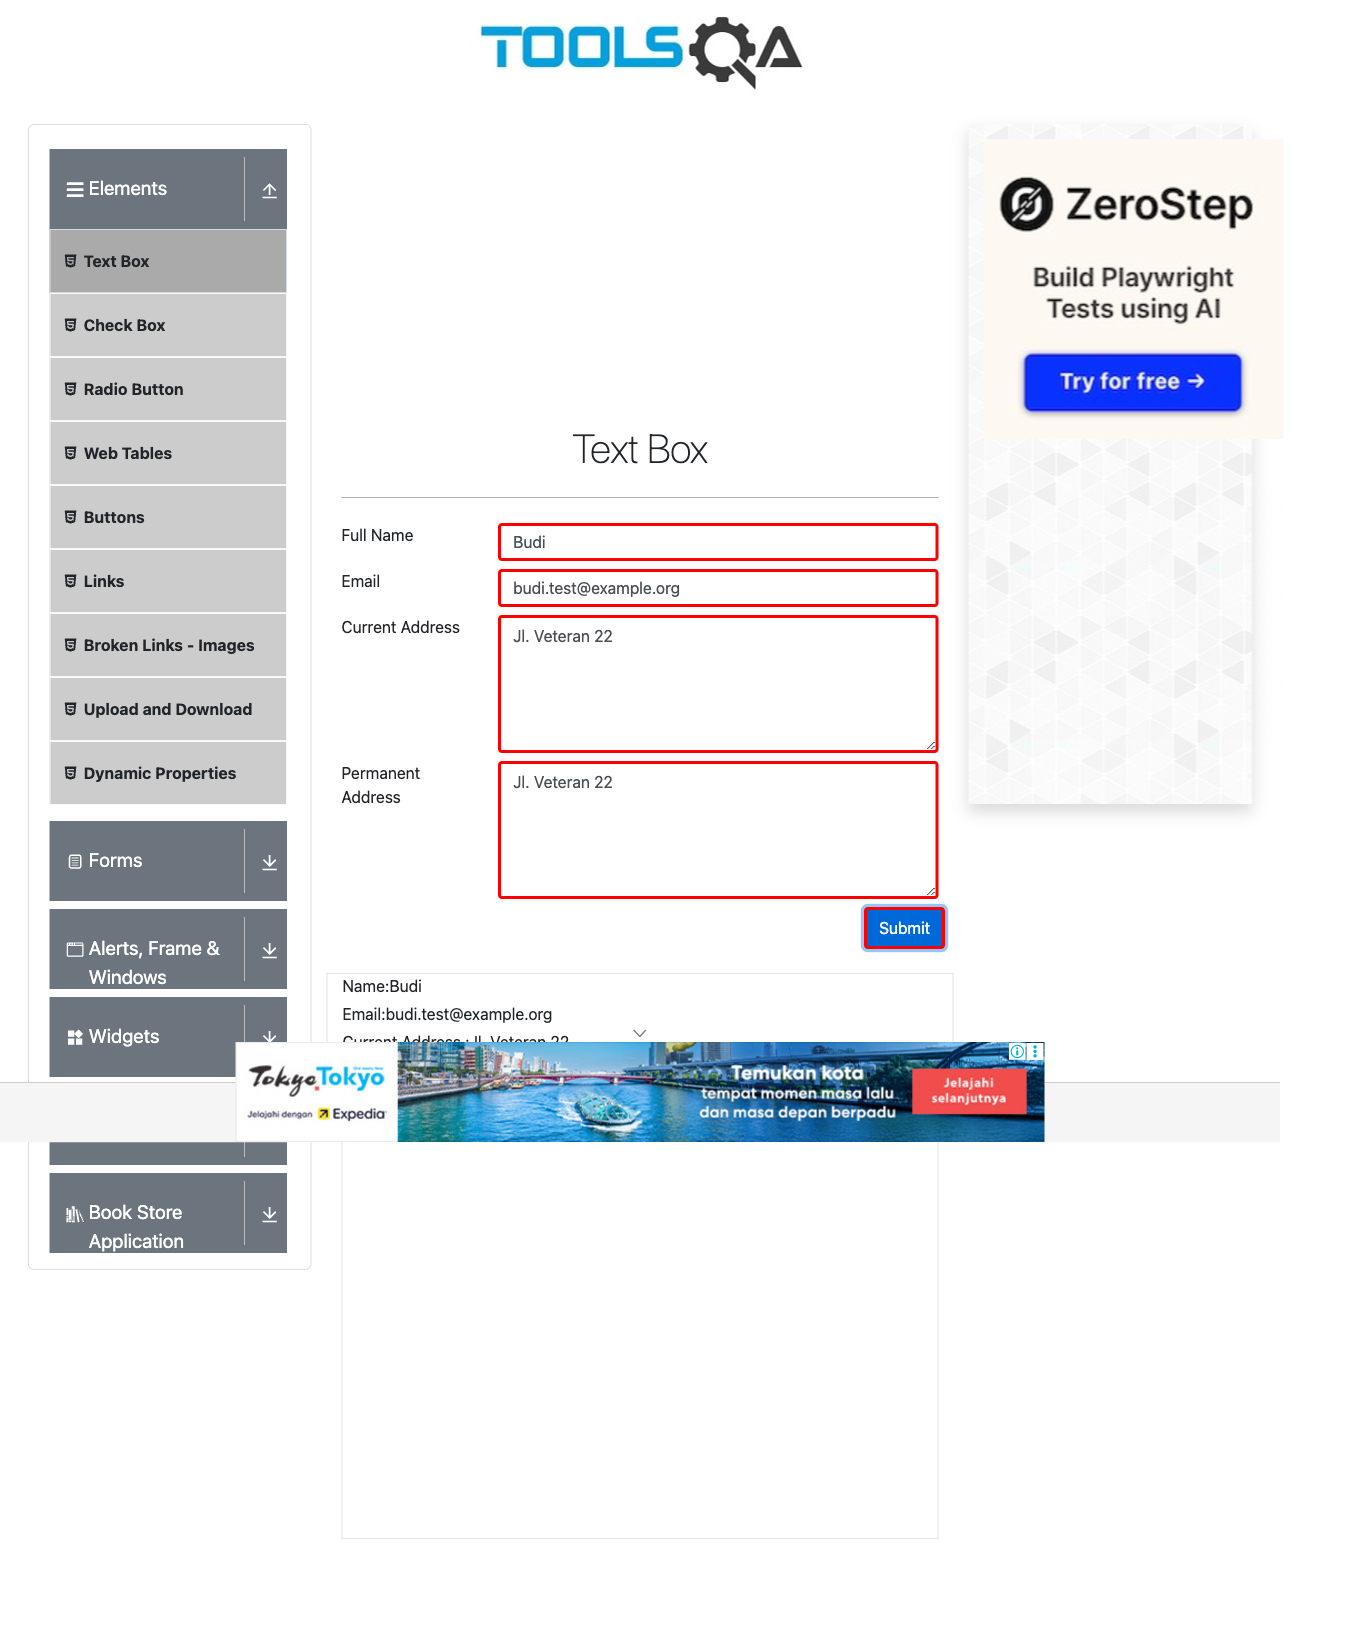 TOOLSQA
Elements
Text Box
Check Box
Radio Button
Web Tables
Buttons
Links
Broken Links - Images
Upload and Download
Dynamic Properties
Forms
Alerts, Frame &
Windows
Widgets
Book Store
Application
Text Box
Full Name
Budi
Email
budi.test@example.org
Current Address
Jl. Veteran 22
Permanent
Address
Jl. Veteran 22
Submit
Name:Budi
Email:budi.test@example.org
Current Address : Jl. Veteran 22
TokyoTokyo
Jelajahi dengan Expedia
Temukan kota
tempat momen masa lalu
dan masa depan berpadu
Jelajahi
selanjutnya
ZeroStep
Build Playwright
Tests using AI
Try for free →